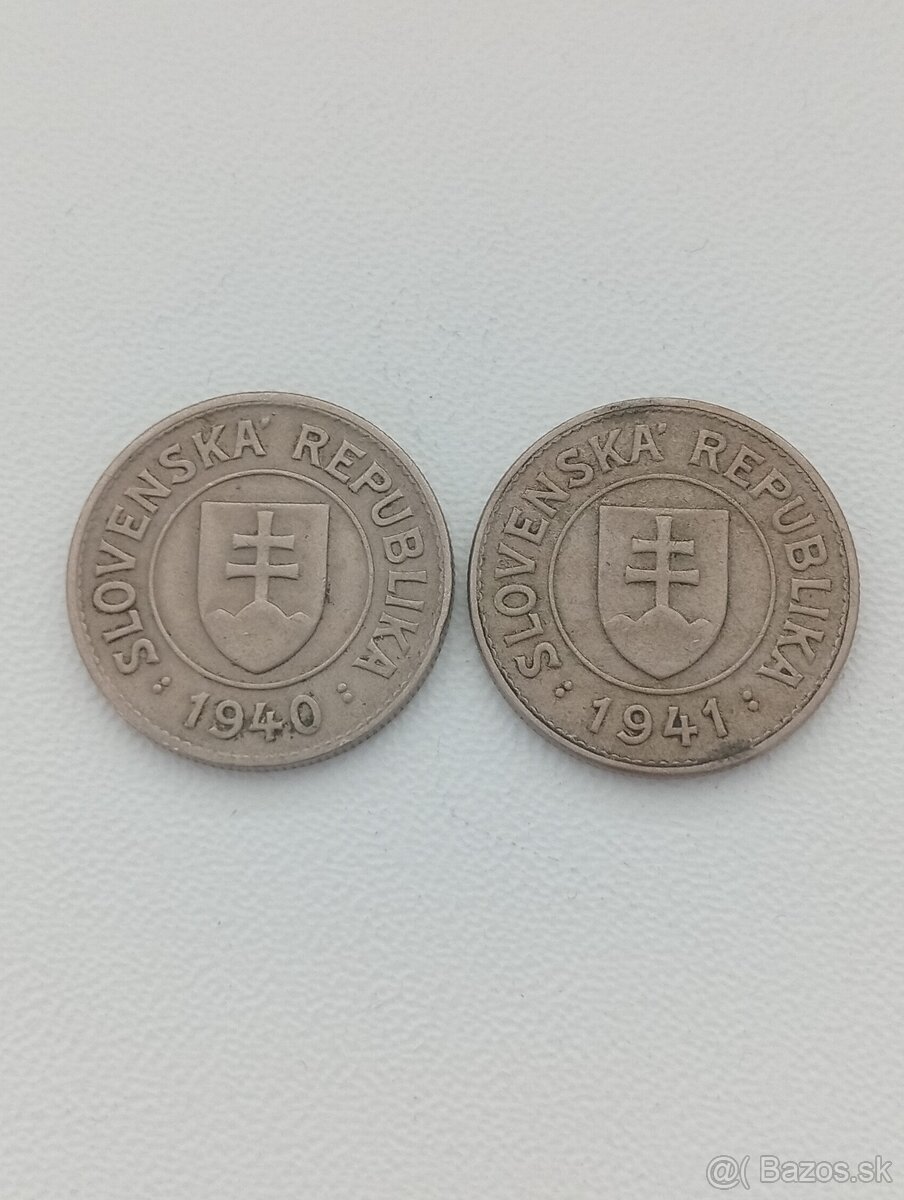 SLOVENSKÁ REPUBLIKA
: 1940 :
SLOVENSKÁ REPUBLIKA
: 1941 :
@( Bazos.sk